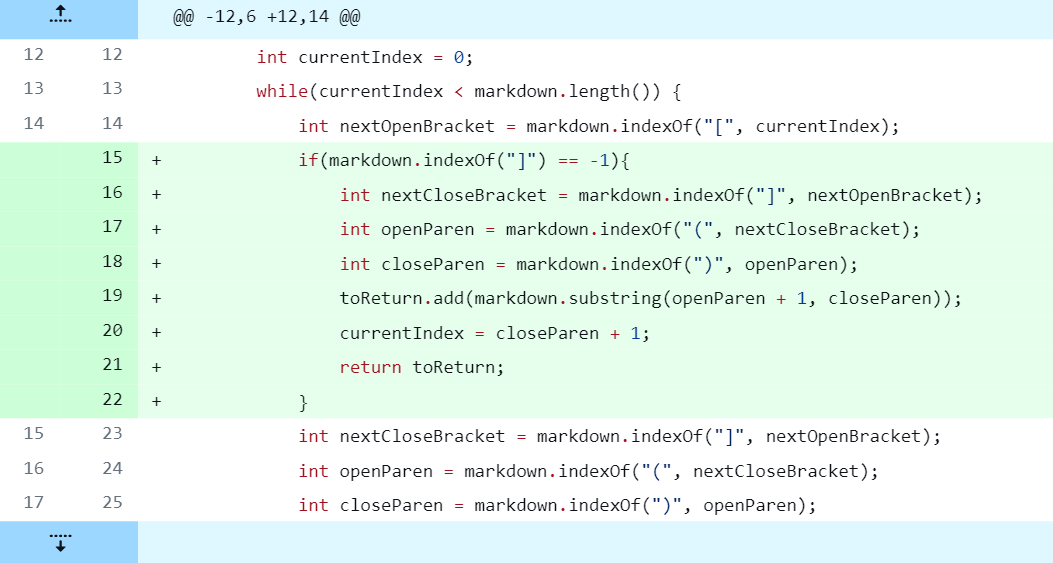 @@ -12,6 +12,14 @@
12 12 int currentIndex = 0;
13 13 while(currentIndex < markdown.length()) {
14 14 int nextOpenBracket = markdown.indexOf("[", currentIndex);
15 + if(markdown.indexOf("]") == -1){
16 + int nextCloseBracket = markdown.indexOf("]", nextOpenBracket);
17 + int openParen = markdown.indexOf("(", nextCloseBracket);
18 + int closeParen = markdown.indexOf(")", openParen);
19 + toReturn.add(markdown.substring(openParen + 1, closeParen));
20 + currentIndex = closeParen + 1;
21 + return toReturn;
22 + }
15 23 int nextCloseBracket = markdown.indexOf("]", nextOpenBracket);
16 24 int openParen = markdown.indexOf("(", nextCloseBracket);
17 25 int closeParen = markdown.indexOf(")", openParen);